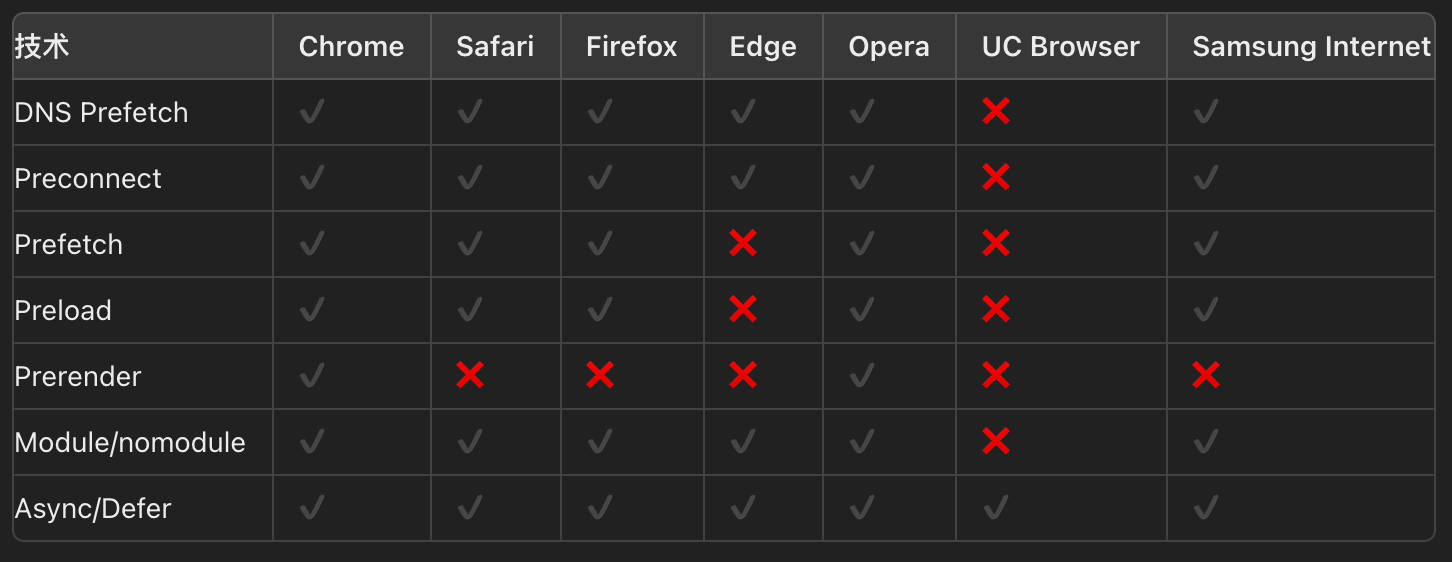 技术 Chrome Safari Firefox Edge Opera UC Browser Samsung Internet
DNS Prefetch ✔ ✔ ✔ ✔ ✔ ❌ ✔
Preconnect ✔ ✔ ✔ ✔ ✔ ❌ ✔
Prefetch ✔ ✔ ✔ ❌ ✔ ❌ ✔
Preload ✔ ✔ ✔ ❌ ✔ ❌ ✔
Prerender ✔ ❌ ❌ ❌ ✔ ❌ ❌
Module/nomodule ✔ ✔ ✔ ✔ ✔ ❌ ✔
Async/Defer ✔ ✔ ✔ ✔ ✔ ✔ ✔